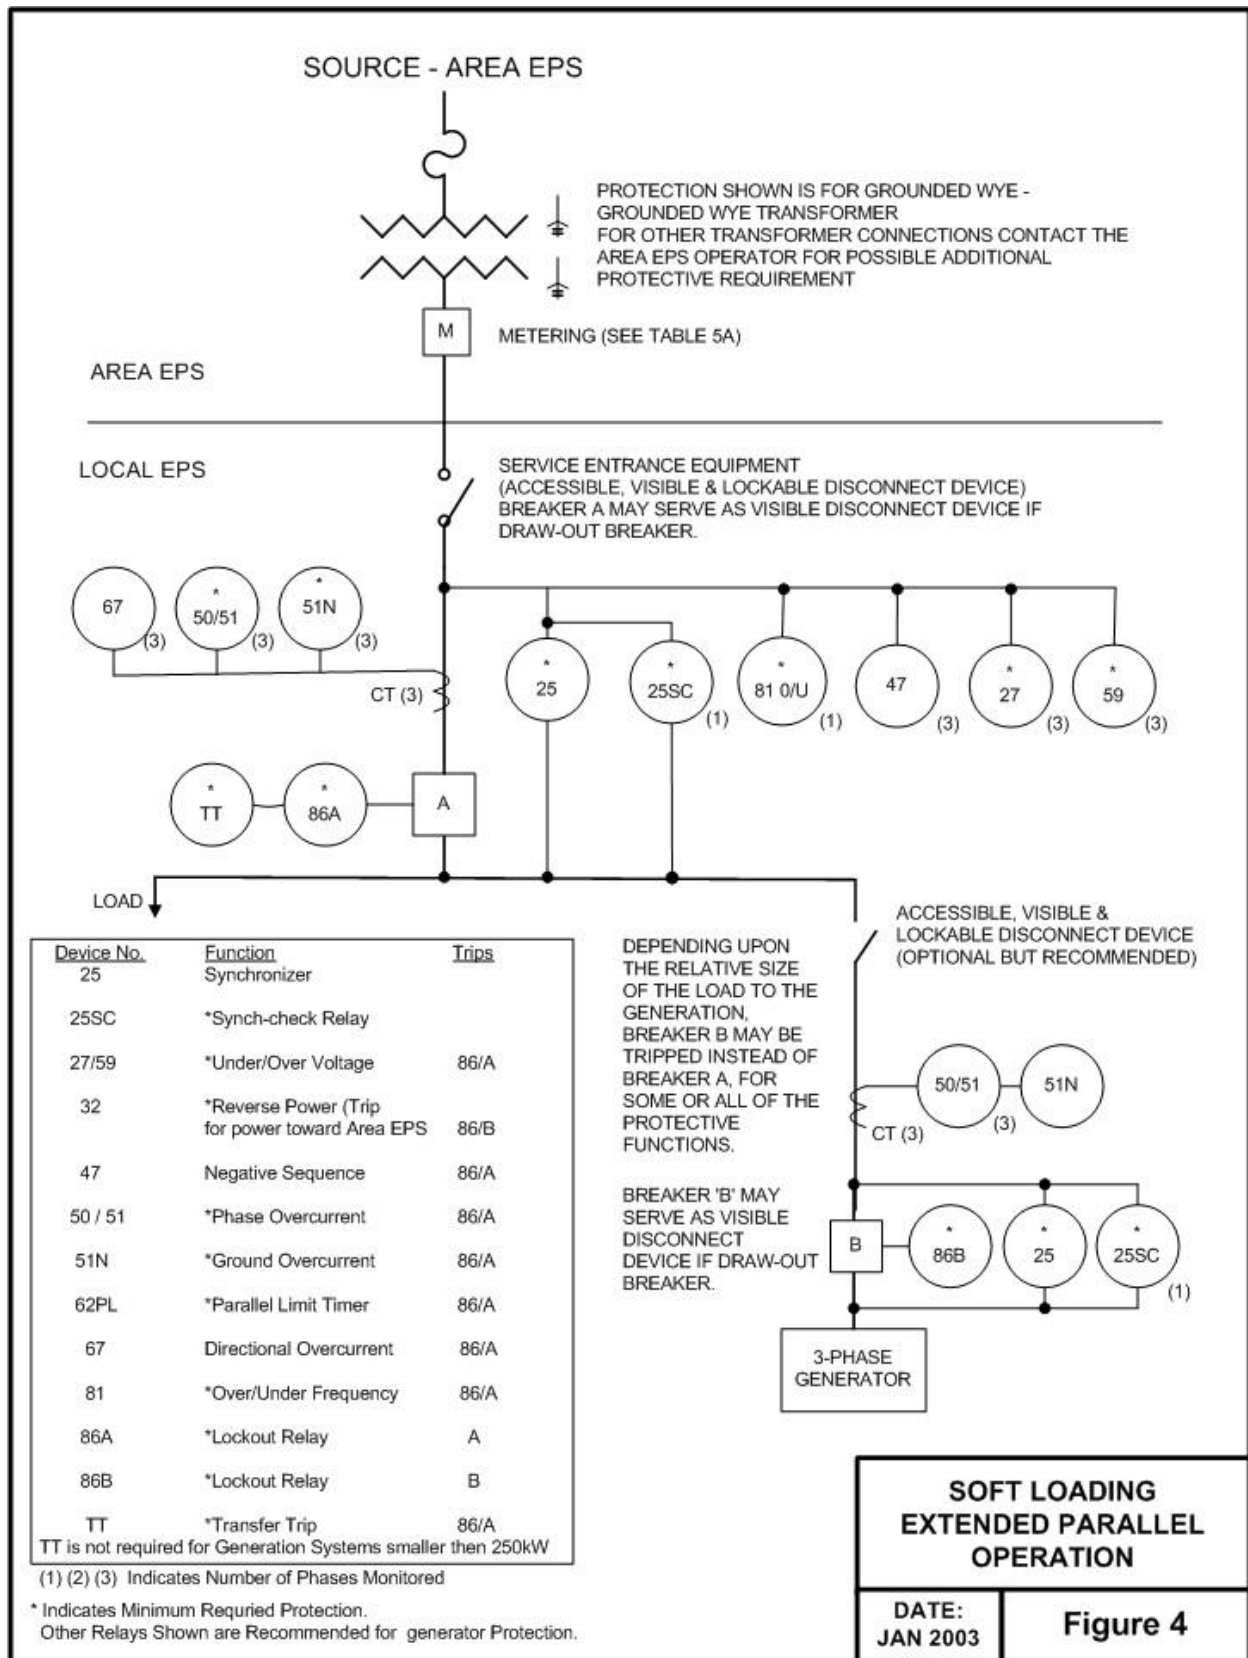 SOURCE - AREA EPS
PROTECTION SHOWN IS FOR GROUNDED WYE -
GROUNDED WYE TRANSFORMER
FOR OTHER TRANSFORMER CONNECTIONS CONTACT THE
AREA EPS OPERATOR FOR POSSIBLE ADDITIONAL
PROTECTIVE REQUIREMENT
M
METERING (SEE TABLE 5A)
AREA EPS
LOCAL EPS
SERVICE ENTRANCE EQUIPMENT
(ACCESSIBLE, VISIBLE & LOCKABLE DISCONNECT DEVICE)
BREAKER A MAY SERVE AS VISIBLE DISCONNECT DEVICE IF
DRAW-OUT BREAKER.
67
(3)
*
50/51
(3)
*
51N
(3)
CT (3)
*
25
*
25SC
(1)
*
81 0/U
(1)
47
(3)
*
27
(3)
*
59
(3)
*
TT
*
86A
A
LOAD
ACCESSIBLE, VISIBLE &
LOCKABLE DISCONNECT DEVICE
(OPTIONAL BUT RECOMMENDED)
DEPENDING UPON
THE RELATIVE SIZE
OF THE LOAD TO THE
GENERATION,
BREAKER B MAY BE
TRIPPED INSTEAD OF
BREAKER A, FOR
SOME OR ALL OF THE
PROTECTIVE
FUNCTIONS.
BREAKER 'B' MAY
SERVE AS VISIBLE
DISCONNECT
DEVICE IF DRAW-OUT
BREAKER.
50/51
(3)
51N
CT (3)
B
*
86B
*
25
*
25SC
(1)
3-PHASE
GENERATOR
Device No. Function Trips
25 Synchronizer
25SC *Synch-check Relay
27/59 *Under/Over Voltage 86/A
32 *Reverse Power (Trip
for power toward Area EPS 86/B
47 Negative Sequence 86/A
50 / 51 *Phase Overcurrent 86/A
51N *Ground Overcurrent 86/A
62PL *Parallel Limit Timer 86/A
67 Directional Overcurrent 86/A
81 *Over/Under Frequency 86/A
86A *Lockout Relay A
86B *Lockout Relay B
TT *Transfer Trip 86/A
TT is not required for Generation Systems smaller then 250kW
(1) (2) (3) Indicates Number of Phases Monitored
* Indicates Minimum Requried Protection.
Other Relays Shown are Recommended for generator Protection.
SOFT LOADING
EXTENDED PARALLEL
OPERATION
DATE:
JAN 2003
Figure 4